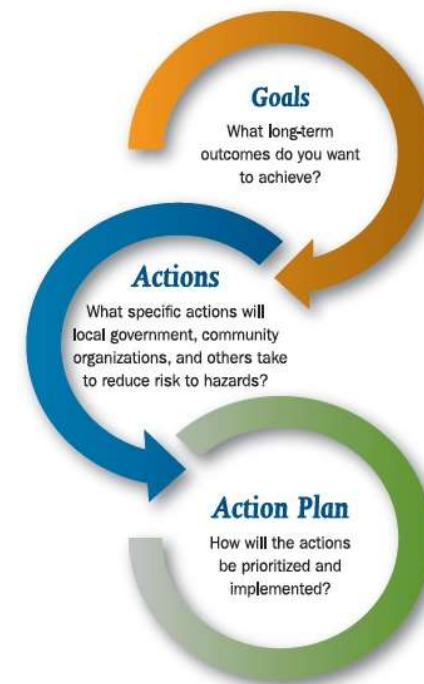 Goals
What long-term
outcomes do you want
to achieve?
Actions
What specific actions will
local government, community
organizations, and others take
to reduce risk to hazards?
Action Plan
How will the actions
be prioritized and
implemented?